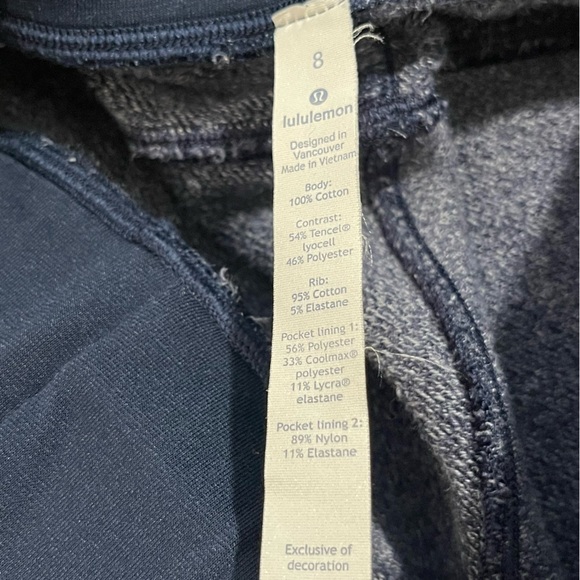 8
lululemon
Designed in
Vancouver
Made in Vietnam
Body:
100% Cotton
Contrast:
54% Tencel®
lyocell
46% Polyester
Rib:
95% Cotton
5% Elastane
Pocket lining 1:
56% Polyester
33% Coolmax®
polyester
11% Lycra®
elastane
Pocket lining 2:
89% Nylon
11% Elastane
Exclusive of
decoration